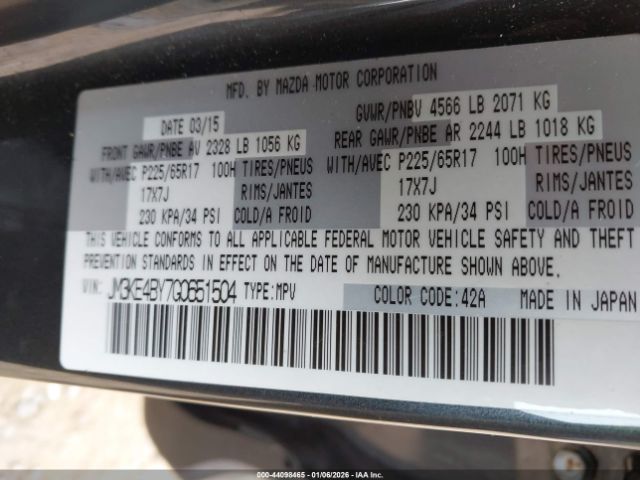 MFD. BY MAZDA MOTOR CORPORATION
DATE 03/15 GVWR/PNBV 4566 LB 2071 KG
FRONT GAWR/PNBE AV 2328 LB 1056 KG REAR GAWR/PNBE AR 2244 LB 1018 KG
WITH/AVEC P225/65R17 100H TIRES/PNEUS WITH/AVEC P225/65R17 100H TIRES/PNEUS
17X7J RIMS/JANTES 17X7J RIMS/JANTES
230 KPA/34 PSI COLD/A FROID 230 KPA/34 PSI COLD/A FROID
THIS VEHICLE CONFORMS TO ALL APPLICABLE FEDERAL MOTOR VEHICLE SAFETY AND THEFT
PREVENTION STANDARDS IN EFFECT ON THE DATE OF MANUFACTURE SHOWN ABOVE.
VIN: JM3KE4BY7G0651504 TYPE:MPV COLOR CODE:42A MADE IN JAPAN
000-44098465 - 01/06/2026 - IAA Inc.